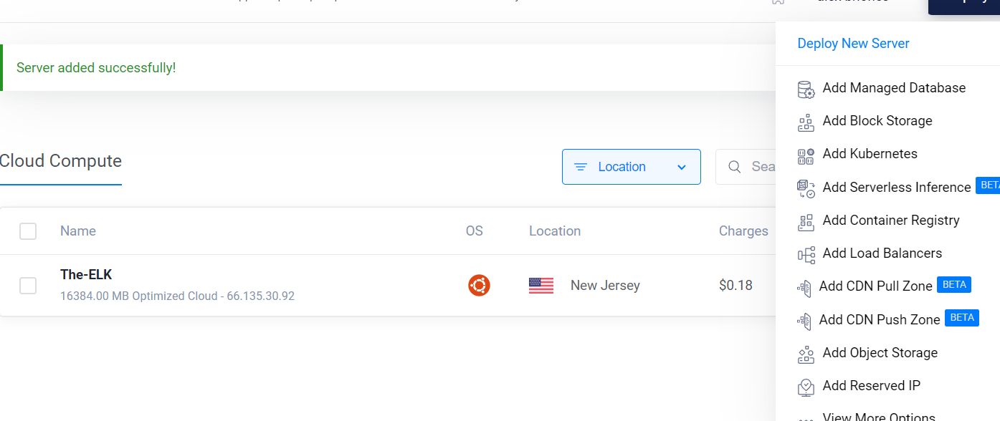 Deploy New Server
Server added successfully!
Add Managed Database
Add Block Storage
Cloud Compute
Location
Add Kubernetes
Add Serverless Inference
Add Container Registry
Name OS Location Charges
Add Load Balancers
The-ELK
16384.00 MB Optimized Cloud - 66.135.30.92
New Jersey
$0.18
Add CDN Pull Zone BETA
Add CDN Push Zone BETA
Add Object Storage
Add Reserved IP
View More Options